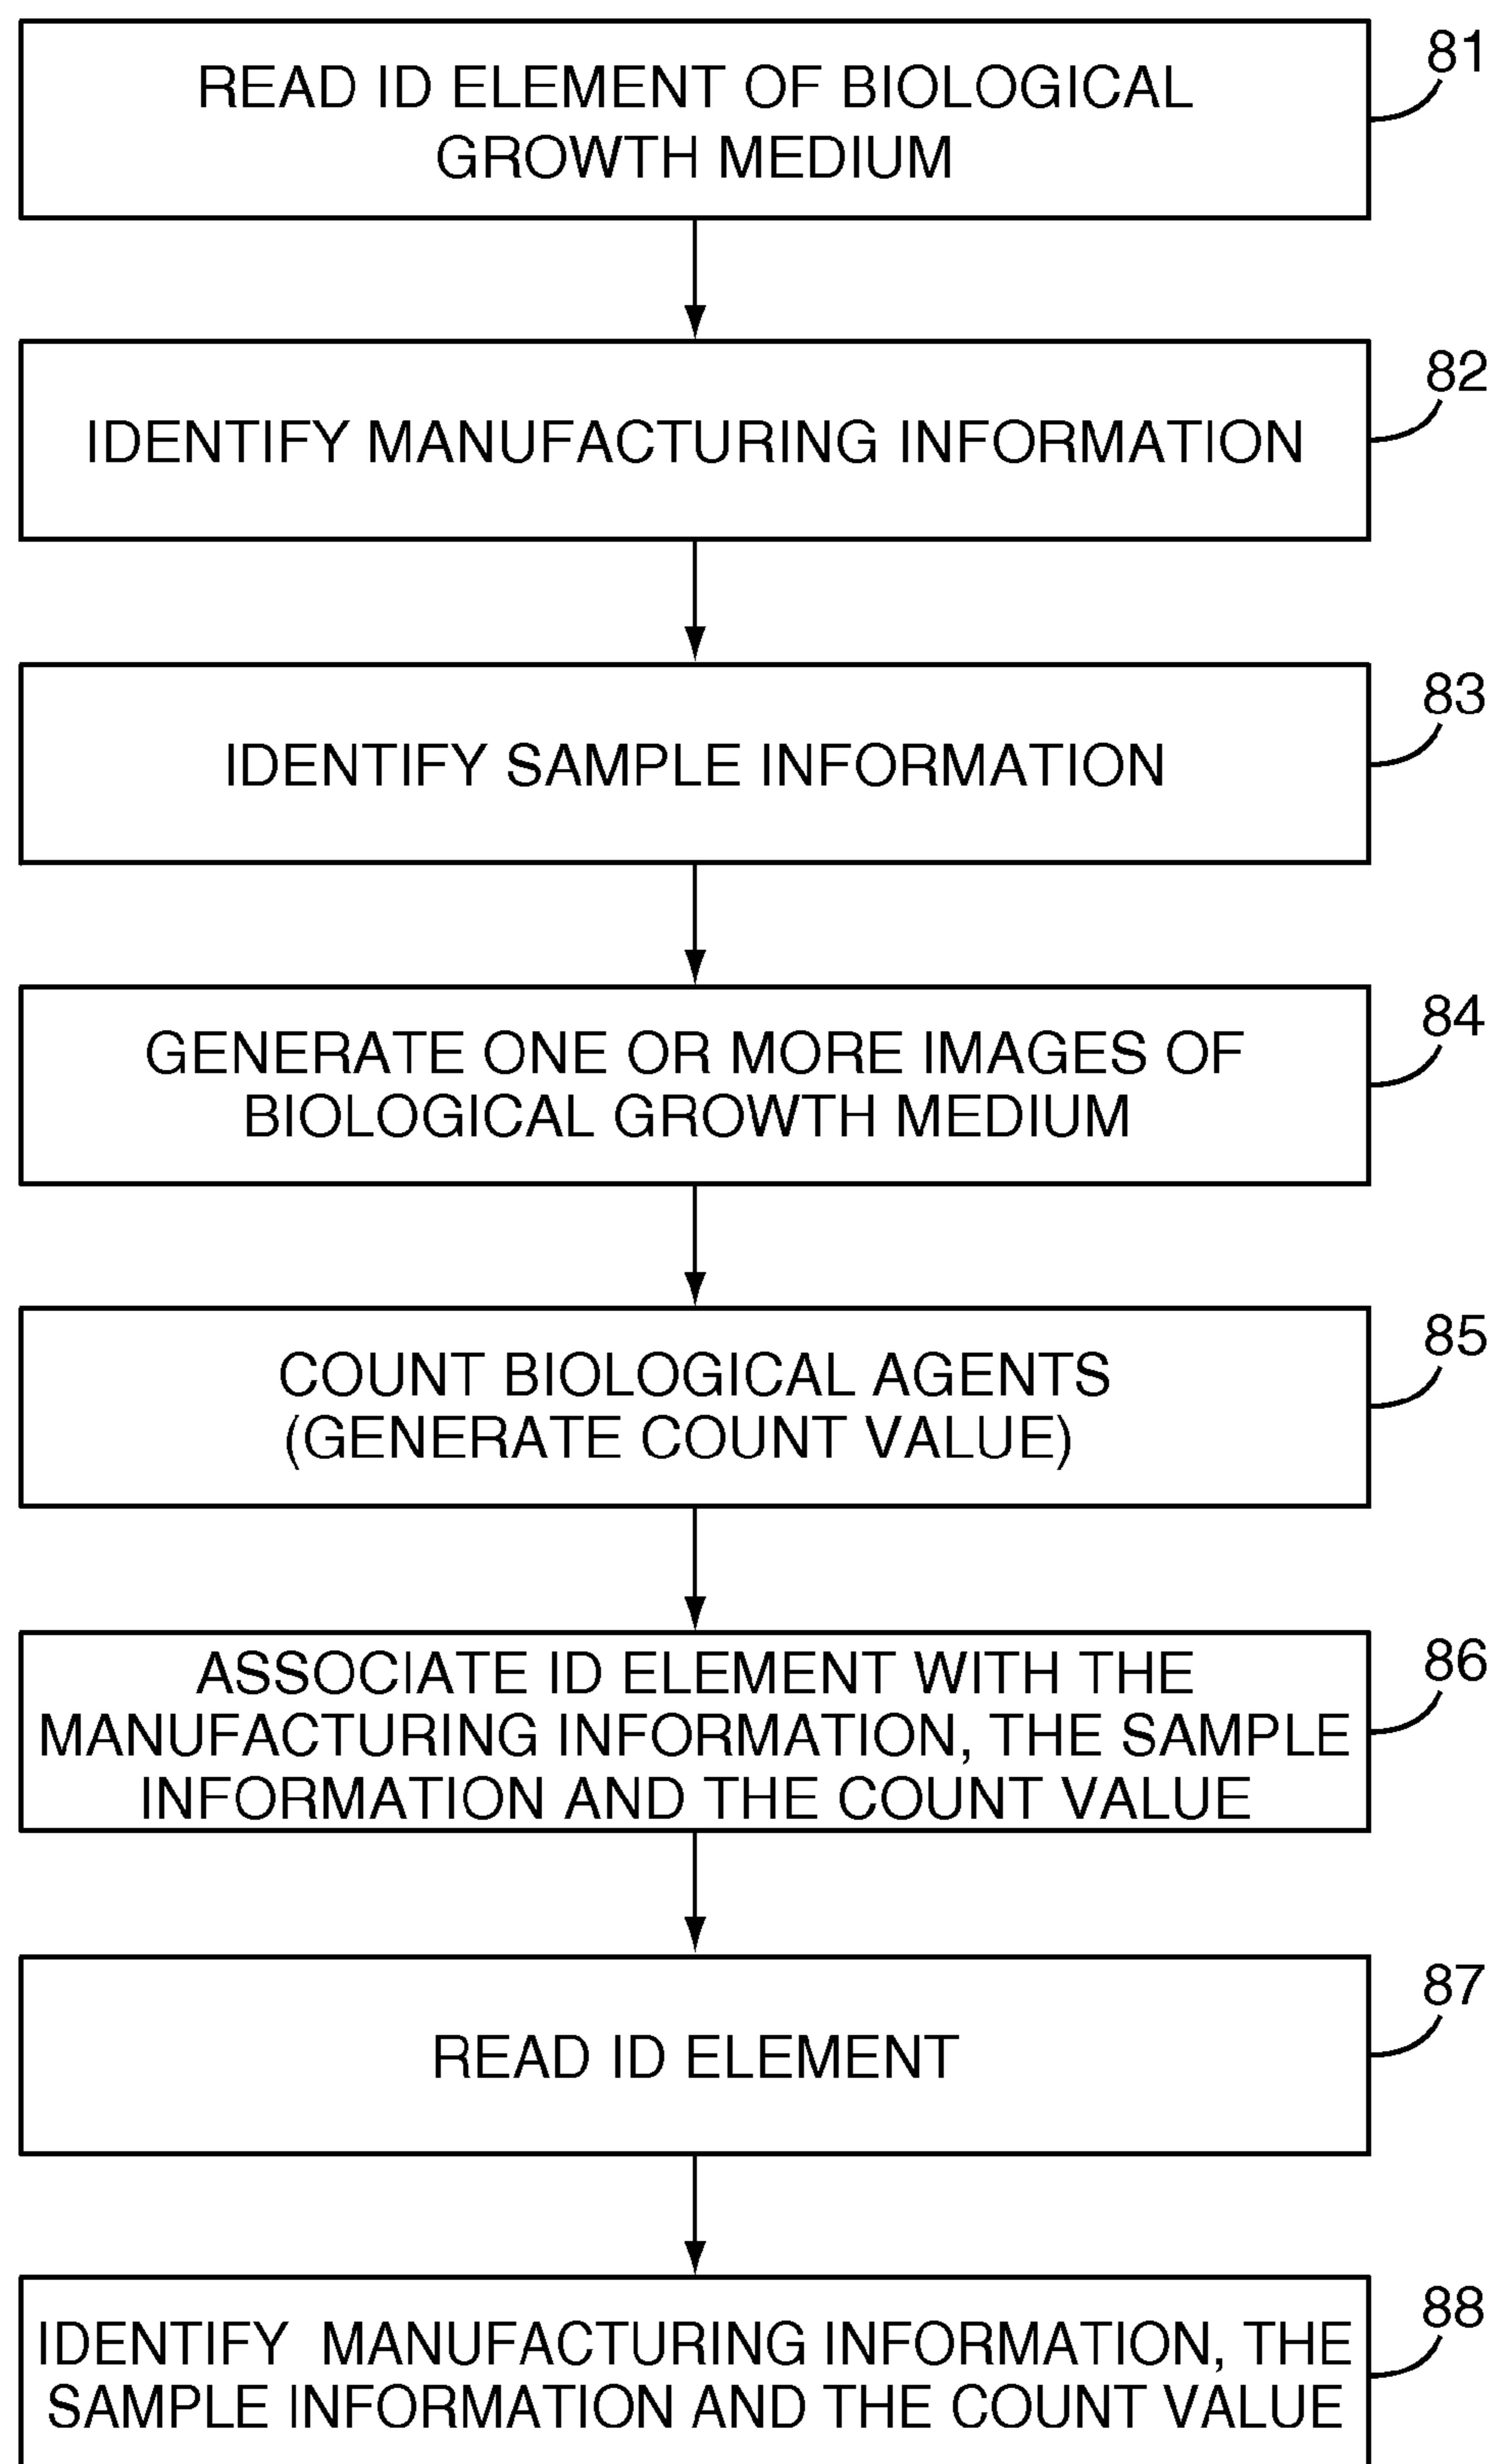 READ ID ELEMENT OF BIOLOGICAL
GROWTH MEDIUM
81
IDENTIFY MANUFACTURING INFORMATION
82
IDENTIFY SAMPLE INFORMATION
83
GENERATE ONE OR MORE IMAGES OF
BIOLOGICAL GROWTH MEDIUM
84
COUNT BIOLOGICAL AGENTS
(GENERATE COUNT VALUE)
85
ASSOCIATE ID ELEMENT WITH THE
MANUFACTURING INFORMATION, THE SAMPLE
INFORMATION AND THE COUNT VALUE
86
READ ID ELEMENT
87
IDENTIFY MANUFACTURING INFORMATION, THE
SAMPLE INFORMATION AND THE COUNT VALUE
88